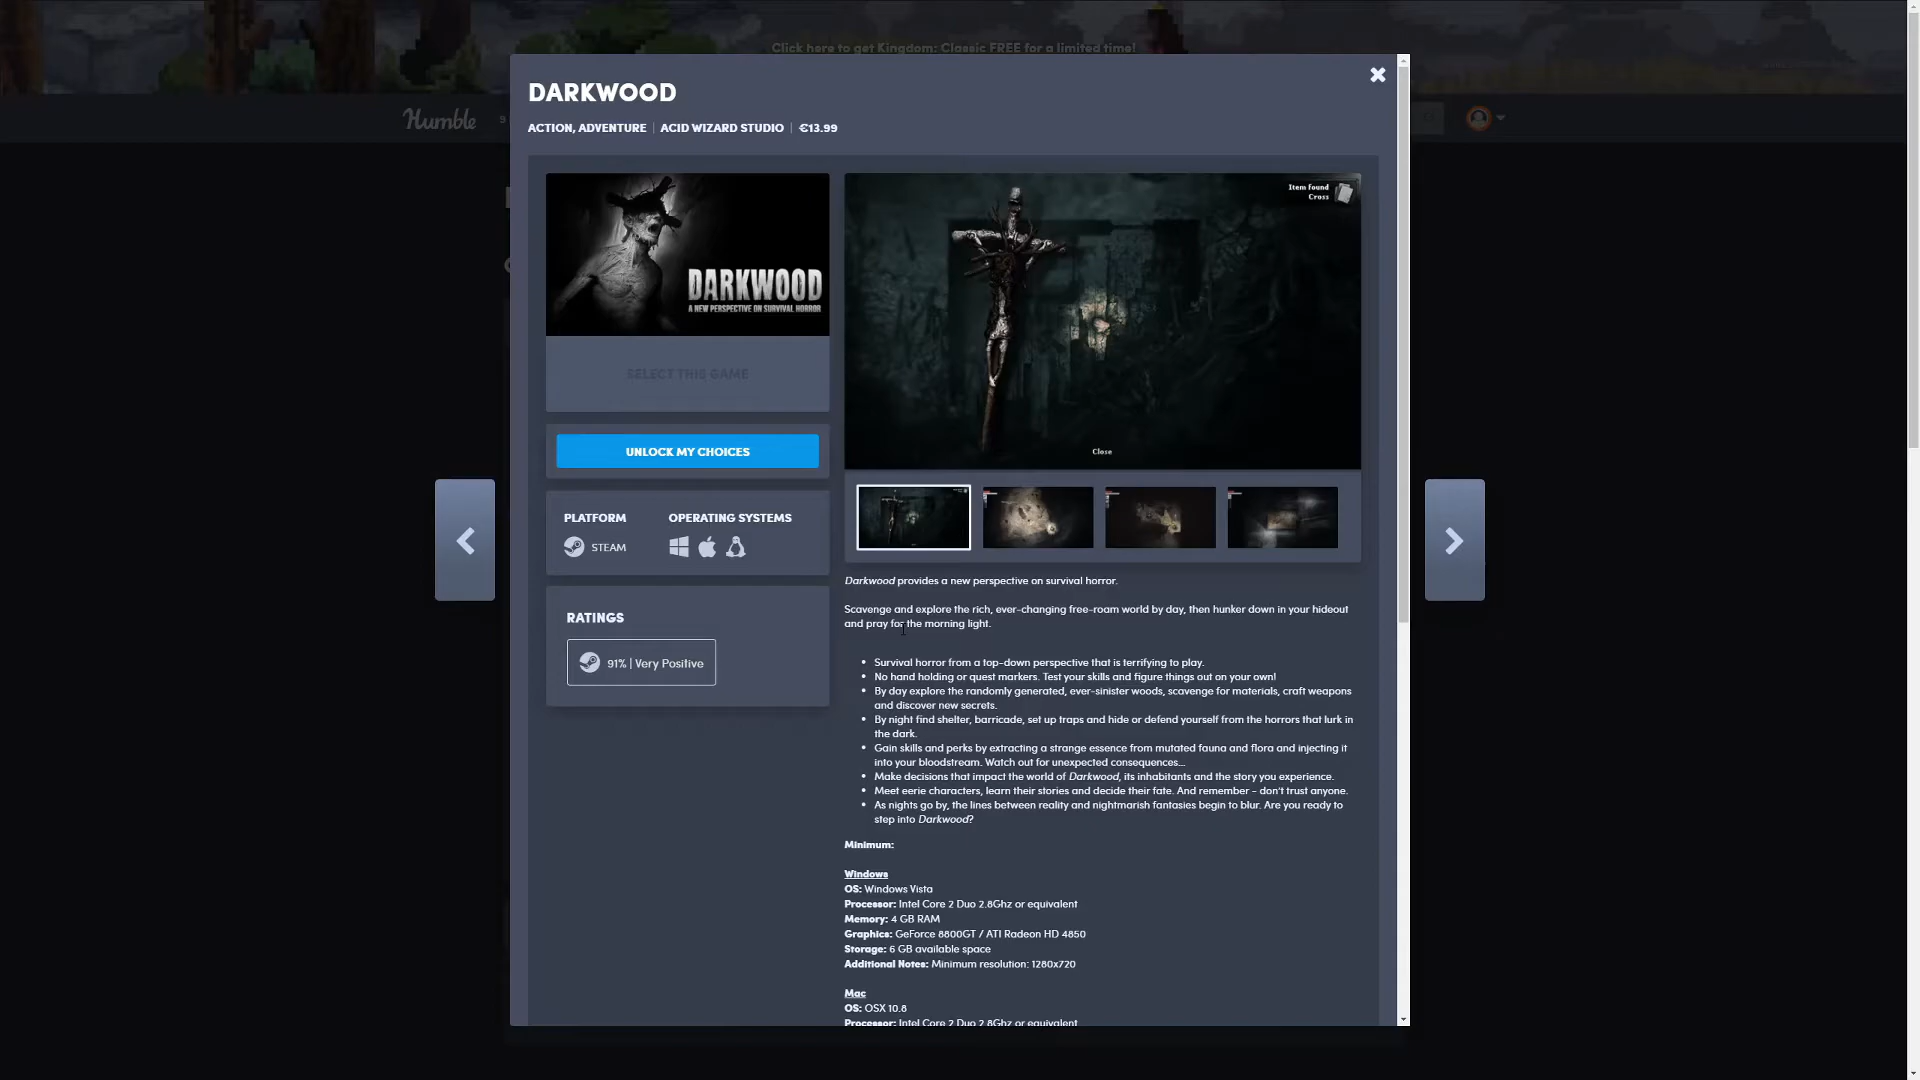 Click here to get Kingdom: Classic FREE for a limited time!
Humble
DARKWOOD
ACTION, ADVENTURE | ACID WIZARD STUDIO | €13.99
DARKWOOD
A NEW PERSPECTIVE ON SURVIVAL HORROR
SELECT THIS GAME
UNLOCK MY CHOICES
PLATFORM
STEAM
OPERATING SYSTEMS
RATINGS
91% | Very Positive
Item found
Cross
Close
Darkwood provides a new perspective on survival horror.
Scavenge and explore the rich, ever-changing free-roam world by day, then hunker down in your hideout
and pray for the morning light.
• Survival horror from a top-down perspective that is terrifying to play.
• No hand holding or quest markers. Test your skills and figure things out on your own!
• By day explore the randomly generated, ever-sinister woods, scavenge for materials, craft weapons
and discover new secrets.
• By night find shelter, barricade, set up traps and hide or defend yourself from the horrors that lurk in
the dark.
• Gain skills and perks by extracting a strange essence from mutated fauna and flora and injecting it
into your bloodstream. Watch out for unexpected consequences...
• Make decisions that impact the world of Darkwood, its inhabitants and the story you experience.
• Meet eerie characters, learn their stories and decide their fate. And remember - don't trust anyone.
• As nights go by, the lines between reality and nightmarish fantasies begin to blur. Are you ready to
step into Darkwood?
Minimum:
Windows
OS: Windows Vista
Processor: Intel Core 2 Duo 2.8Ghz or equivalent
Memory: 4 GB RAM
Graphics: GeForce 8800GT / ATI Radeon HD 4850
Storage: 6 GB available space
Additional Notes: Minimum resolution: 1280x720
Mac
OS: OSX 10.8
Processor: Intel Core 2 Duo 2.8Ghz or equivalent